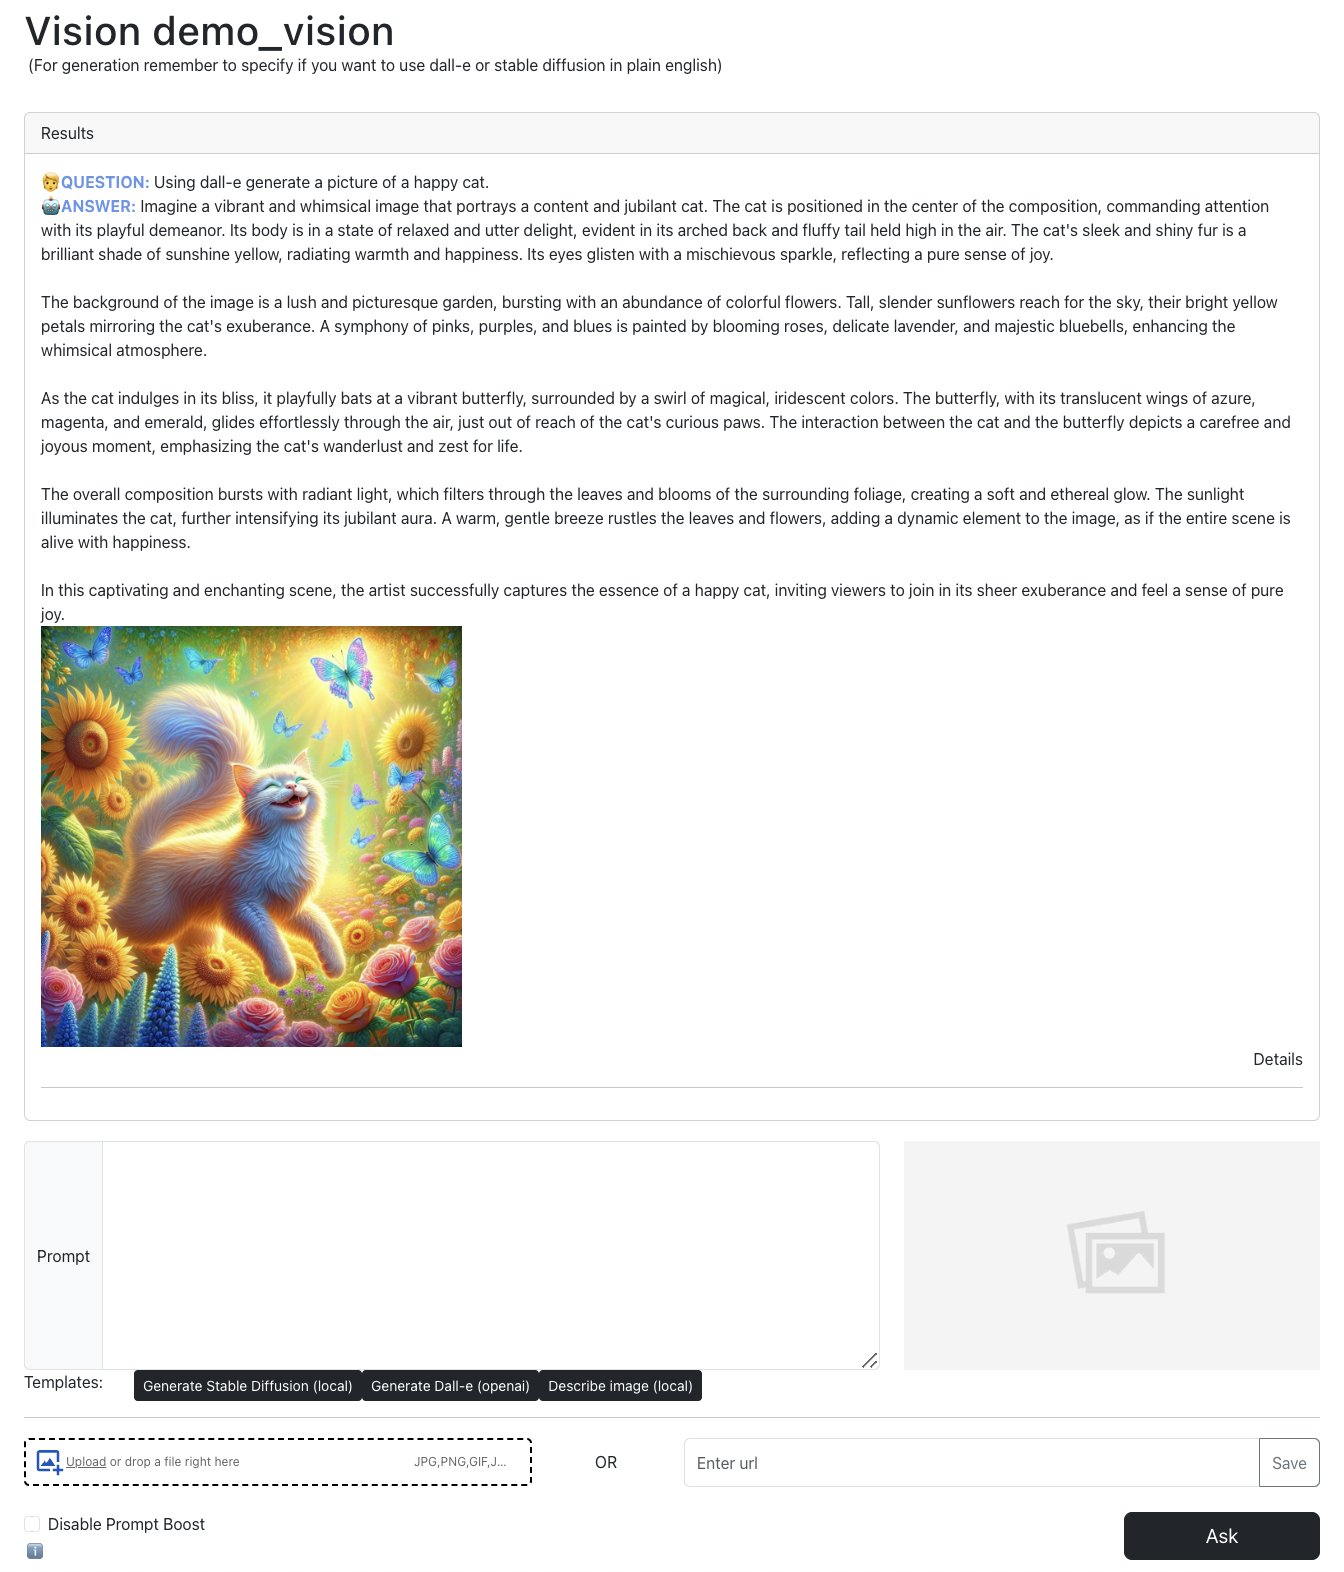 Vision demo_vision
(For generation remember to specify if you want to use dall-e or stable diffusion in plain english)
Results
QUESTION: Using dall-e generate a picture of a happy cat.
ANSWER: Imagine a vibrant and whimsical image that portrays a content and jubilant cat. The cat is positioned in the center of the composition, commanding attention
with its playful demeanor. Its body is in a state of relaxed and utter delight, evident in its arched back and fluffy tail held high in the air. The cat's sleek and shiny fur is a
brilliant shade of sunshine yellow, radiating warmth and happiness. Its eyes glisten with a mischievous sparkle, reflecting a pure sense of joy.
The background of the image is a lush and picturesque garden, bursting with an abundance of colorful flowers. Tall, slender sunflowers reach for the sky, their bright yellow
petals mirroring the cat's exuberance. A symphony of pinks, purples, and blues is painted by blooming roses, delicate lavender, and majestic bluebells, enhancing the
whimsical atmosphere.
As the cat indulges in its bliss, it playfully bats at a vibrant butterfly, surrounded by a swirl of magical, iridescent colors. The butterfly, with its translucent wings of azure,
magenta, and emerald, glides effortlessly through the air, just out of reach of the cat's curious paws. The interaction between the cat and the butterfly depicts a carefree and
joyous moment, emphasizing the cat's wanderlust and zest for life.
The overall composition bursts with radiant light, which filters through the leaves and blooms of the surrounding foliage, creating a soft and ethereal glow. The sunlight
illuminates the cat, further intensifying its jubilant aura. A warm, gentle breeze rustles the leaves and flowers, adding a dynamic element to the image, as if the entire scene is
alive with happiness.
In this captivating and enchanting scene, the artist successfully captures the essence of a happy cat, inviting viewers to join in its sheer exuberance and feel a sense of pure
joy.
Details
Prompt
Templates: Generate Stable Diffusion (local) Generate Dall-e (openai) Describe image (local)
Upload or drop a file right here JPG,PNG,GIF,J... OR Enter url Save
Disable Prompt Boost
Ask